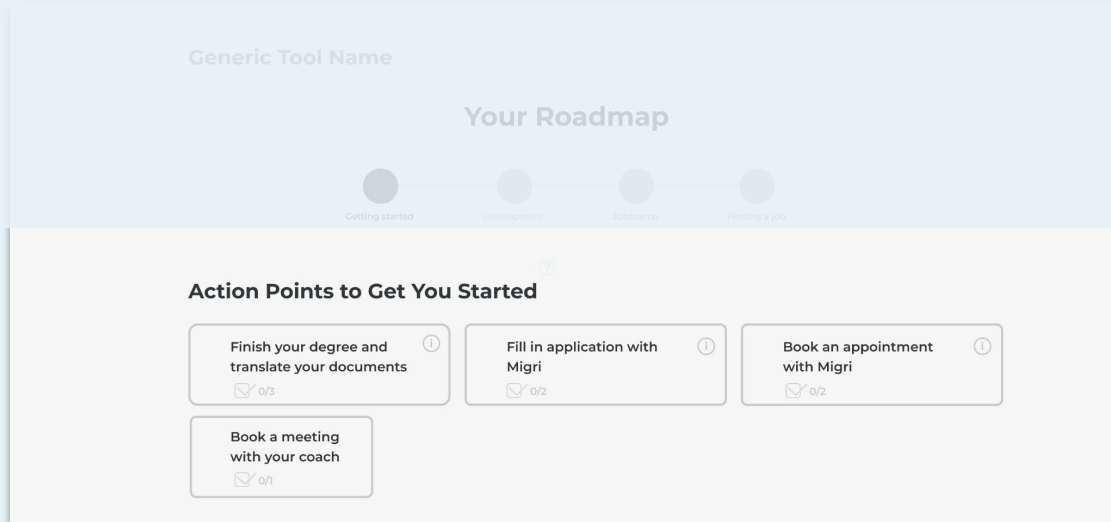 Generic Tool Name
Your Roadmap
Getting started
Development
Jobsearch
Finding a job
?
Action Points to Get You Started
Finish your degree and
translate your documents
0/3
i
Fill in application with
Migri
0/2
i
Book an appointment
with Migri
0/2
i
Book a meeting
with your coach
0/1